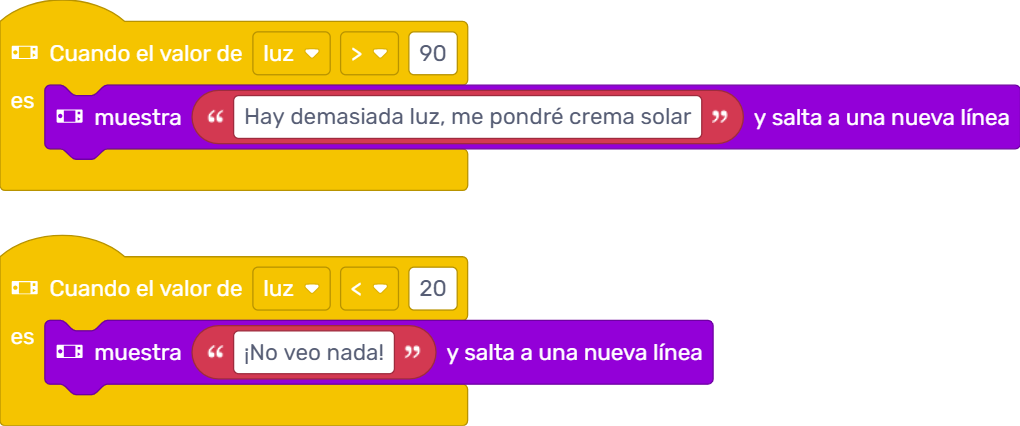 Cuando el valor de luz > 90
es muestra “ Hay demasiada luz, me pondré crema solar ” y salta a una nueva línea
Cuando el valor de luz < 20
es muestra “ ¡No veo nada! ” y salta a una nueva línea